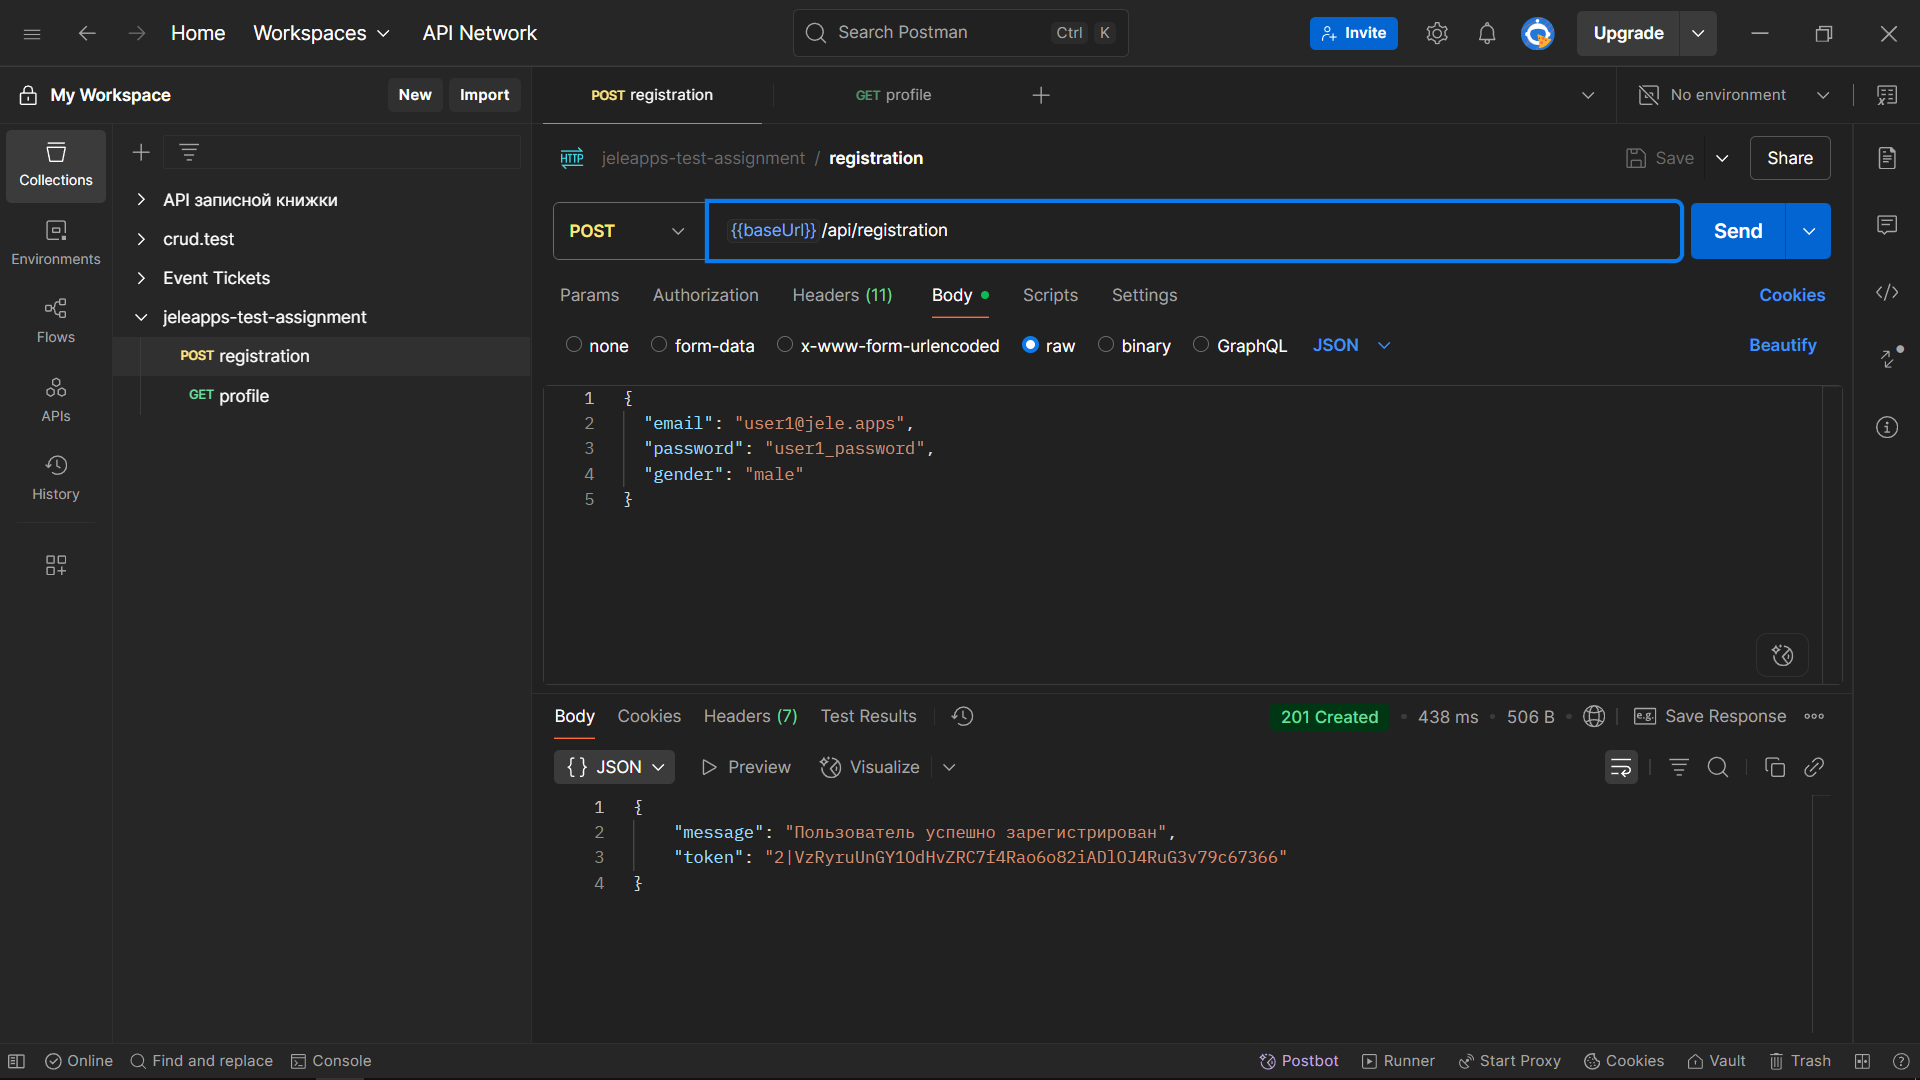 Home Workspaces API Network Search Postman Ctrl K Invite Upgrade
My Workspace New Import POST registration GET profile No environment
Collections
Environments
Flows
APIs
History
API записной книжки
crud.test
Event Tickets
jeleapps-test-assignment
POST registration
GET profile
HTTP jeleapps-test-assignment / registration Save Share
POST {{baseUrl}} /api/registration Send
Params Authorization Headers (11) Body Scripts Settings Cookies
none form-data x-www-form-urlencoded raw binary GraphQL JSON Beautify
1 {
2 "email": "user1@jele.apps",
3 "password": "user1_password",
4 "gender": "male"
5 }
Body Cookies Headers (7) Test Results 201 Created 438 ms 506 B e.g. Save Response
{} JSON Preview Visualize
1 {
2 "message": "Пользователь успешно зарегистрирован",
3 "token": "2|VzRyruUnGY1OdHvZRC7f4Rao6o82iADlOJ4RuG3v79c67366"
4 }
Online Find and replace Console Postbot Runner Start Proxy Cookies Vault Trash